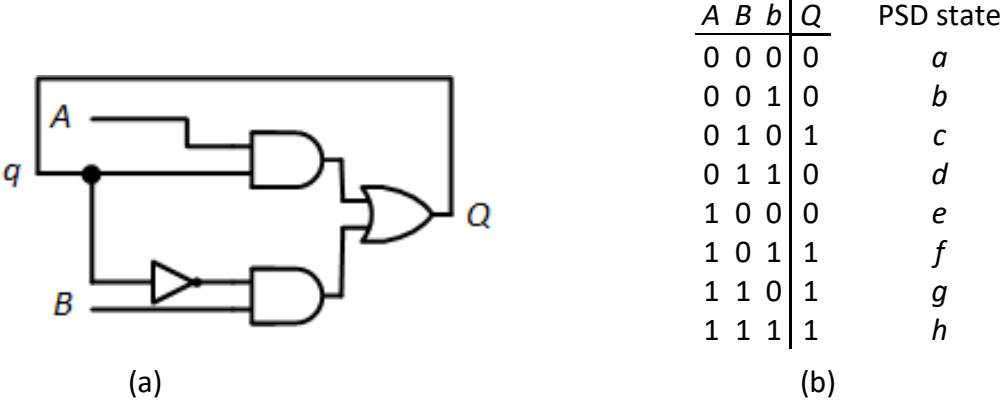 A
q
Q
B
(a)
A B b Q PSD state
0 0 0 0 a
0 0 1 0 b
0 1 0 1 c
0 1 1 0 d
1 0 0 0 e
1 0 1 1 f
1 1 0 1 g
1 1 1 1 h
(b)